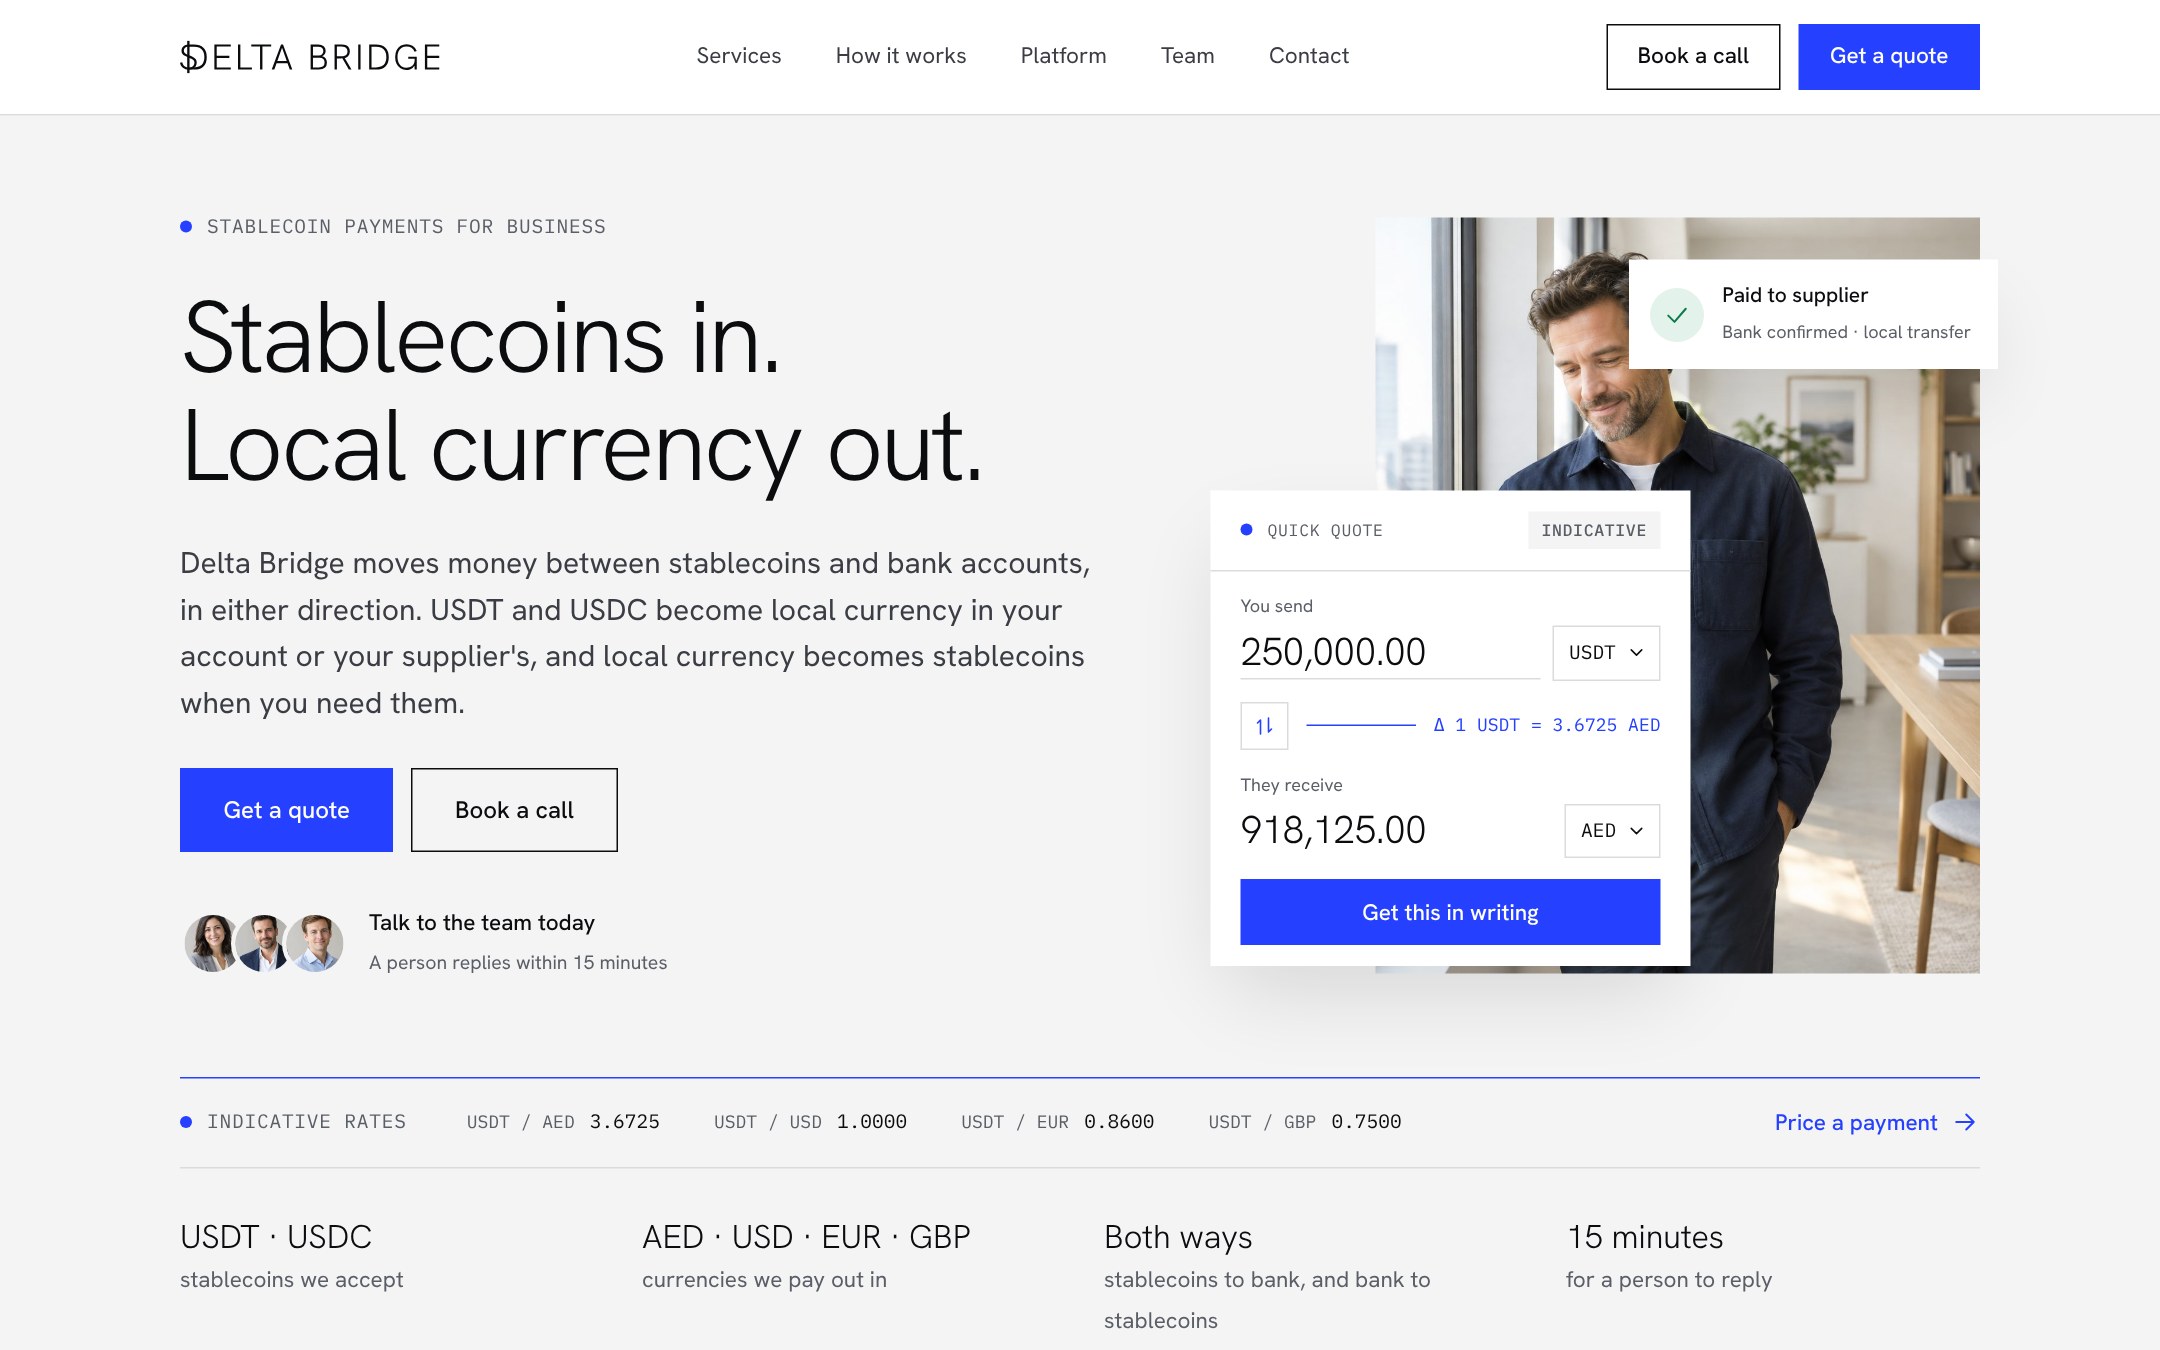 $DELTA BRIDGE
Services
How it works
Platform
Team
Contact
Book a call
Get a quote
STABLECOIN PAYMENTS FOR BUSINESS
Stablecoins in.
Local currency out.
Delta Bridge moves money between stablecoins and bank accounts,
in either direction. USDT and USDC become local currency in your
account or your supplier's, and local currency becomes stablecoins
when you need them.
Get a quote
Book a call
Talk to the team today
A person replies within 15 minutes
Paid to supplier
Bank confirmed · local transfer
QUICK QUOTE
INDICATIVE
You send
250,000.00
USDT
Δ 1 USDT = 3.6725 AED
They receive
918,125.00
AED
Get this in writing
INDICATIVE RATES
USDT / AED 3.6725
USDT / USD 1.0000
USDT / EUR 0.8600
USDT / GBP 0.7500
Price a payment
USDT · USDC
stablecoins we accept
AED · USD · EUR · GBP
currencies we pay out in
Both ways
stablecoins to bank, and bank to
stablecoins
15 minutes
for a person to reply